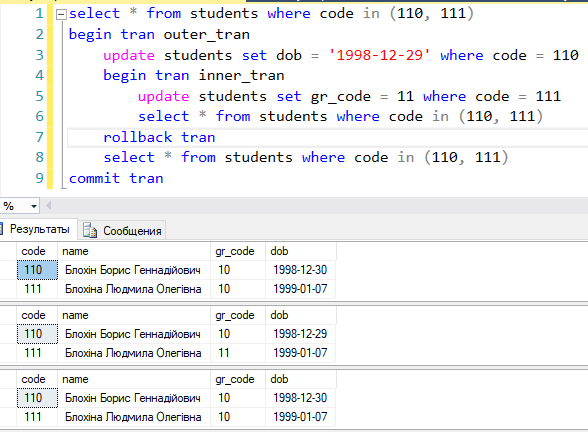 1 select * from students where code in (110, 111)
2 begin tran outer_tran
3 update students set dob = '1998-12-29' where code = 110
4 begin tran inner_tran
5 update students set gr_code = 11 where code = 111
6 select * from students where code in (110, 111)
7 rollback tran
8 select * from students where code in (110, 111)
9 commit tran
%
Результаты Сообщения
code name gr_code dob
110 Блохін Борис Геннадійович 10 1998-12-30
111 Блохіна Людмила Олегівна 10 1999-01-07
code name gr_code dob
110 Блохін Борис Геннадійович 10 1998-12-29
111 Блохіна Людмила Олегівна 11 1999-01-07
code name gr_code dob
110 Блохін Борис Геннадійович 10 1998-12-30
111 Блохіна Людмила Олегівна 10 1999-01-07